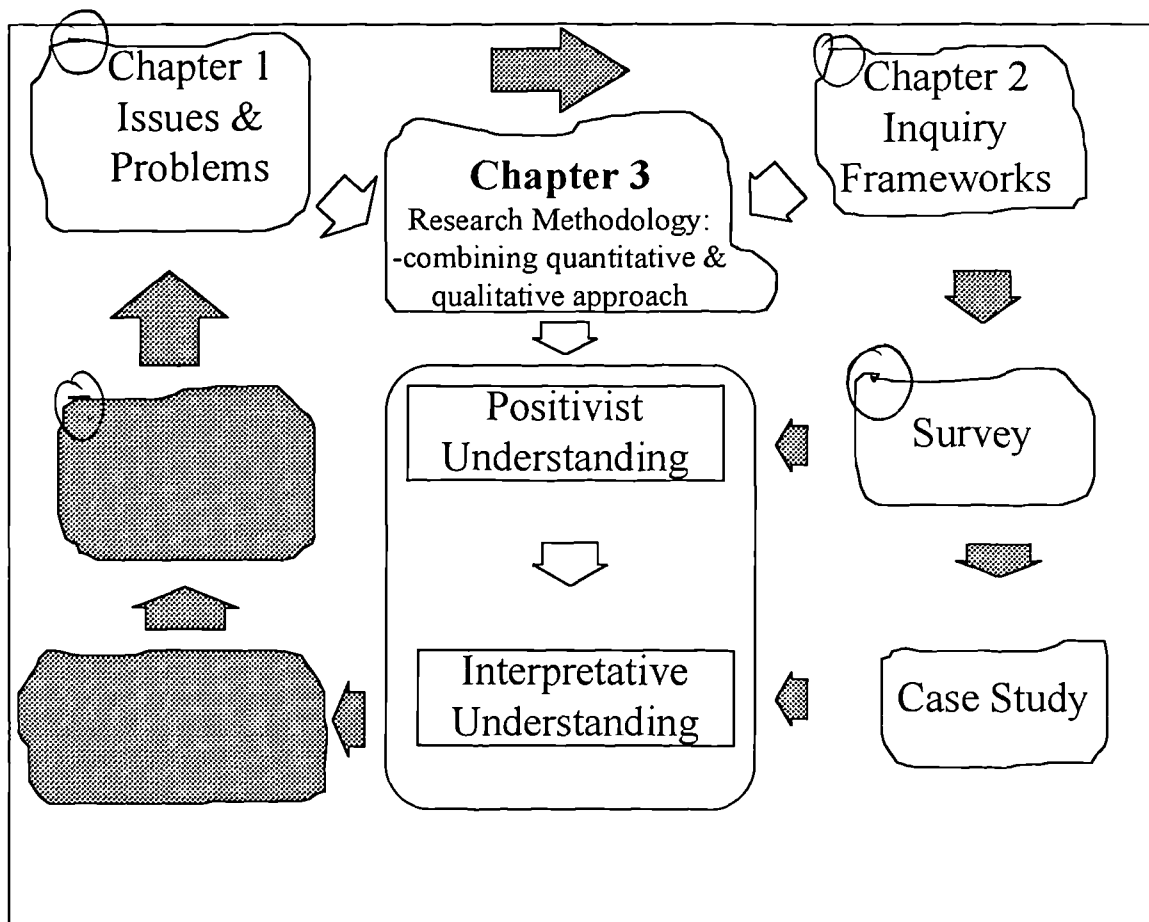 Chapter 1
Issues &
Problems
Chapter 2
Inquiry
Frameworks
Chapter 3
Research Methodology:
-combining quantitative &
qualitative approach
Positivist
Understanding
Survey
Interpretative
Understanding
Case Study